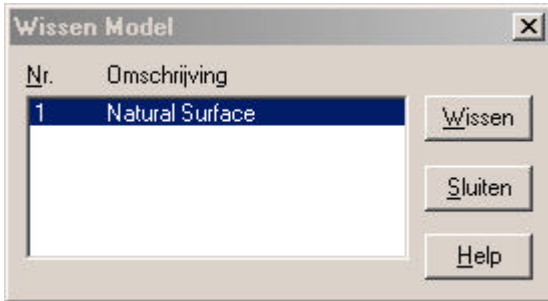 Wissen Model
Nr. Omschrijving
1 Natural Surface
Wissen
Sluiten
Help